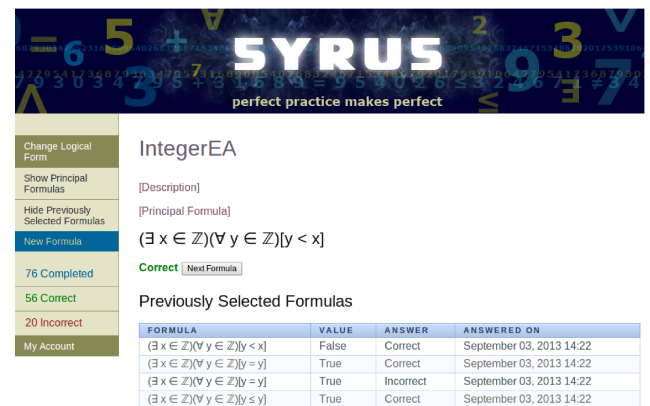 SYRUS
perfect practice makes perfect
Change Logical
Form
Show Principal
Formulas
Hide Previously
Selected Formulas
New Formula
76 Completed
56 Correct
20 Incorrect
My Account
IntegerEA
[Description]
[Principal Formula]
(∃ x ∈ ℤ)(∀ y ∈ ℤ)[y < x]
Correct Next Formula
Previously Selected Formulas
FORMULA VALUE ANSWER ANSWERED ON
(∃ x ∈ ℤ)(∀ y ∈ ℤ)[y < x] False Correct September 03, 2013 14:22
(∃ x ∈ ℤ)(∀ y ∈ ℤ)[y = y] True Correct September 03, 2013 14:22
(∃ x ∈ ℤ)(∀ y ∈ ℤ)[y = y] True Incorrect September 03, 2013 14:22
(∃ x ∈ ℤ)(∀ y ∈ ℤ)[y ≤ y] True Correct September 03, 2013 14:22